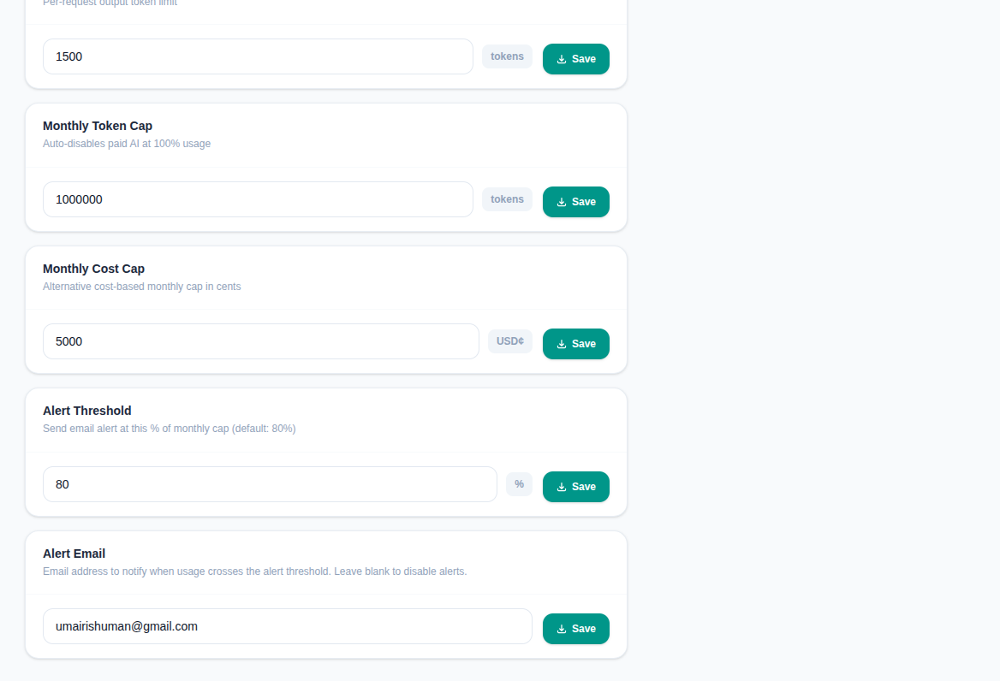 Per-request output token limit
1500 tokens Save
Monthly Token Cap
Auto-disables paid AI at 100% usage
1000000 tokens Save
Monthly Cost Cap
Alternative cost-based monthly cap in cents
5000 USD¢ Save
Alert Threshold
Send email alert at this % of monthly cap (default: 80%)
80 % Save
Alert Email
Email address to notify when usage crosses the alert threshold. Leave blank to disable alerts.
umairishuman@gmail.com Save